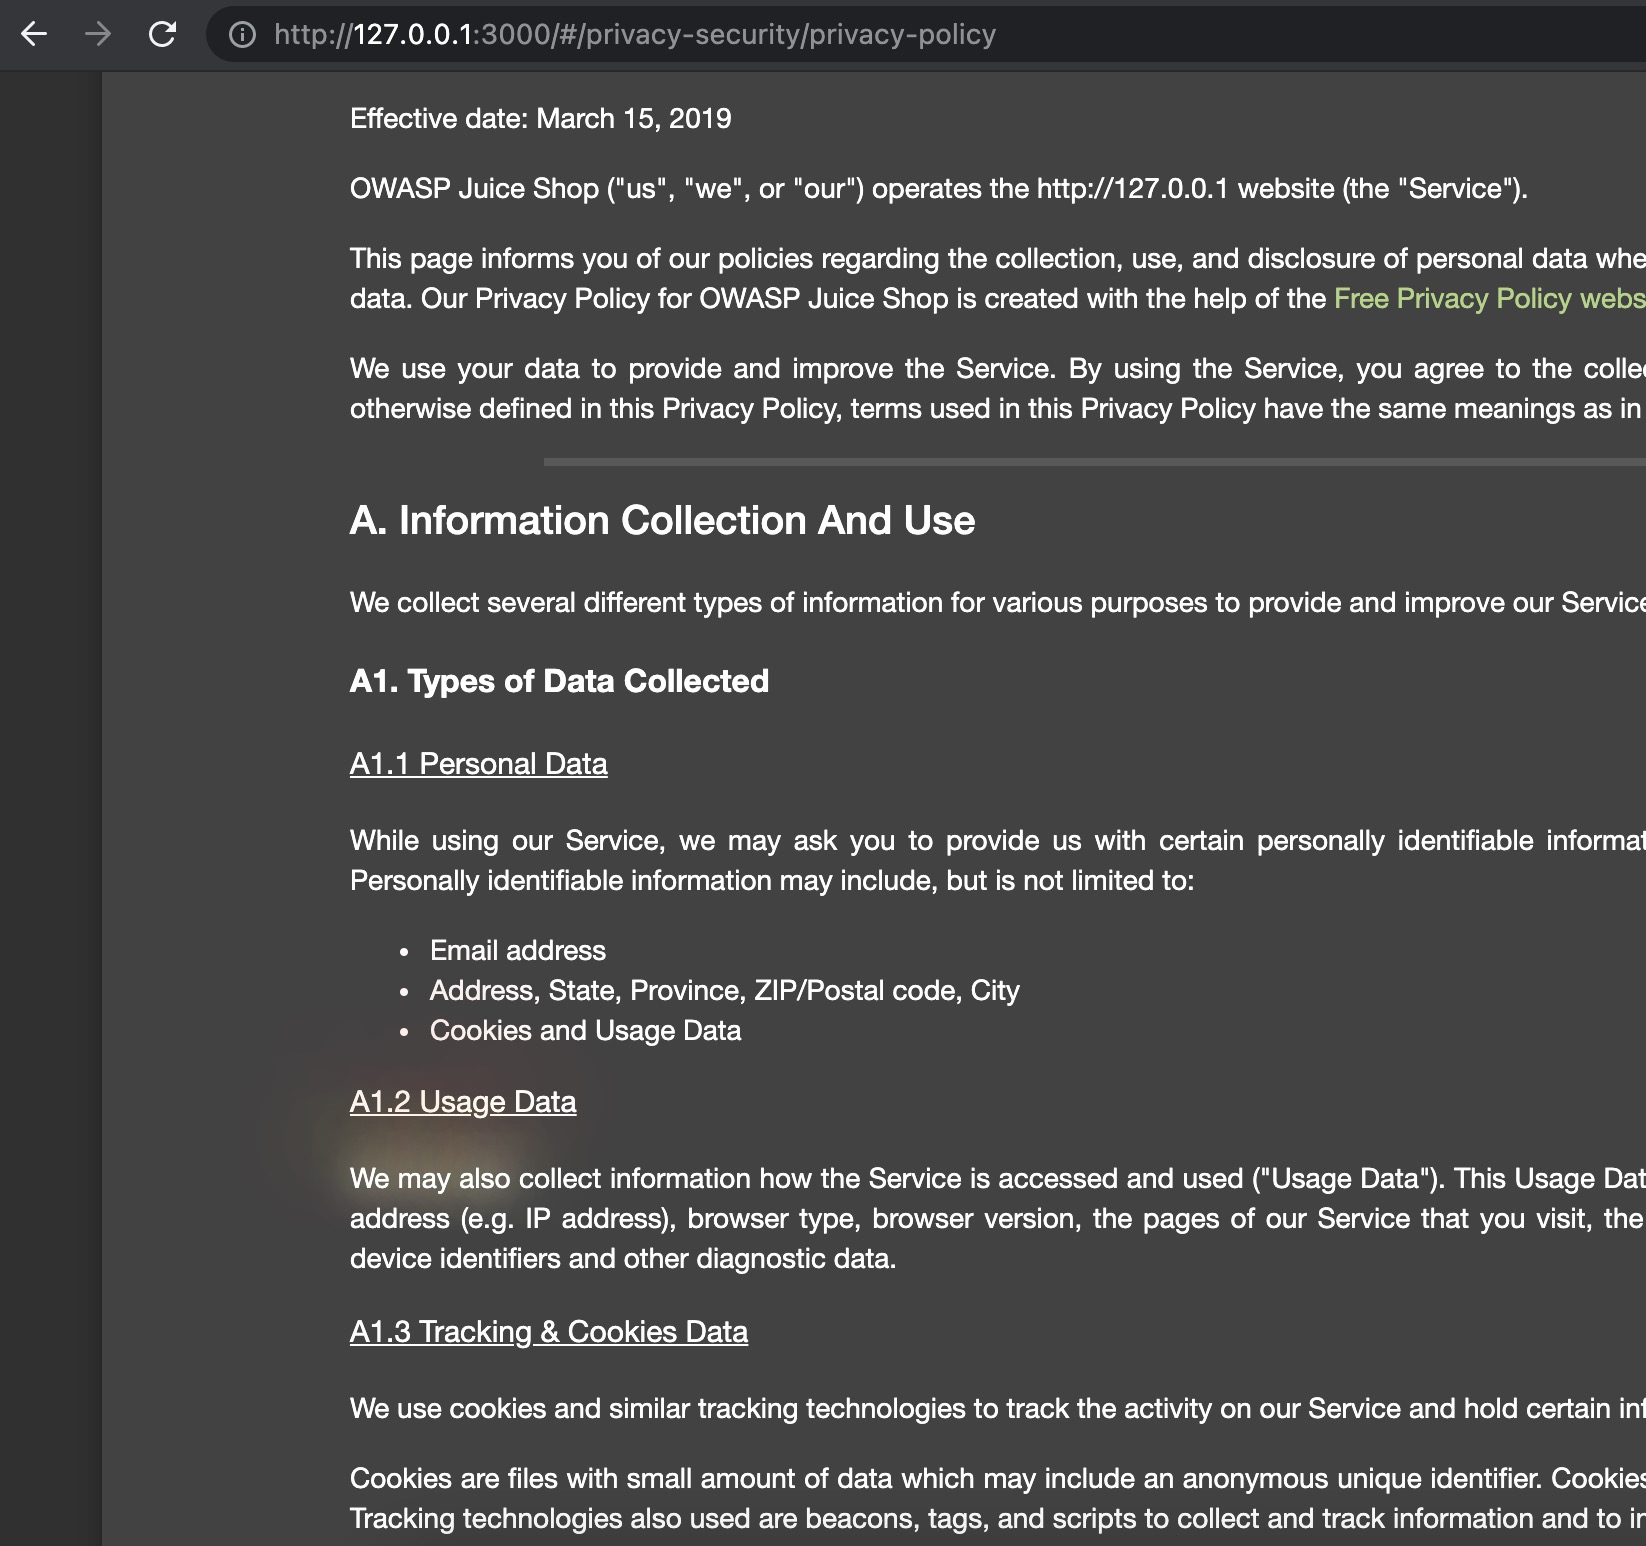 http://127.0.0.1:3000/#/privacy-security/privacy-policy
Effective date: March 15, 2019
OWASP Juice Shop ("us", "we", or "our") operates the http://127.0.0.1 website (the "Service").
This page informs you of our policies regarding the collection, use, and disclosure of personal data whe
data. Our Privacy Policy for OWASP Juice Shop is created with the help of the Free Privacy Policy webs
We use your data to provide and improve the Service. By using the Service, you agree to the collec
otherwise defined in this Privacy Policy, terms used in this Privacy Policy have the same meanings as in
A. Information Collection And Use
We collect several different types of information for various purposes to provide and improve our Service
A1. Types of Data Collected
A1.1 Personal Data
While using our Service, we may ask you to provide us with certain personally identifiable informat
Personally identifiable information may include, but is not limited to:
• Email address
• Address, State, Province, ZIP/Postal code, City
• Cookies and Usage Data
A1.2 Usage Data
We may also collect information how the Service is accessed and used ("Usage Data"). This Usage Dat
address (e.g. IP address), browser type, browser version, the pages of our Service that you visit, the
device identifiers and other diagnostic data.
A1.3 Tracking & Cookies Data
We use cookies and similar tracking technologies to track the activity on our Service and hold certain inf
Cookies are files with small amount of data which may include an anonymous unique identifier. Cookies
Tracking technologies also used are beacons, tags, and scripts to collect and track information and to in